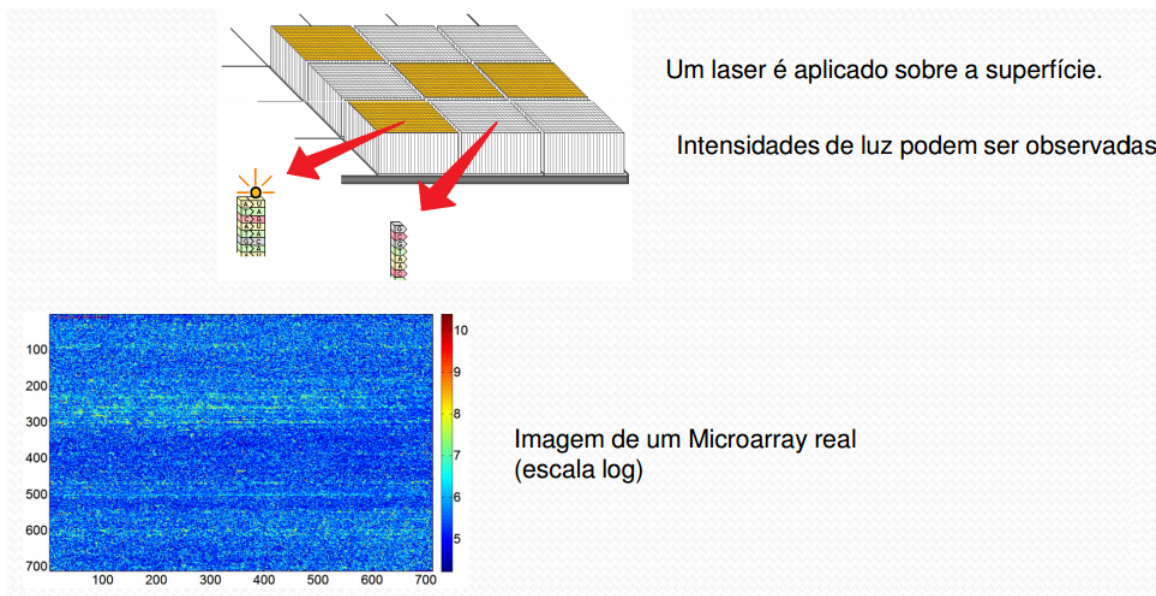 Um laser é aplicado sobre a superfície.
Intensidades de luz podem ser observadas
A U
T A
C G
A U
T A
G C
T A
A U
G
C
G
T
A
A
C
10
9
8
7
6
5
100
200
300
400
500
600
700
100 200 300 400 500 600 700
Imagem de um Microarray real
(escala log)